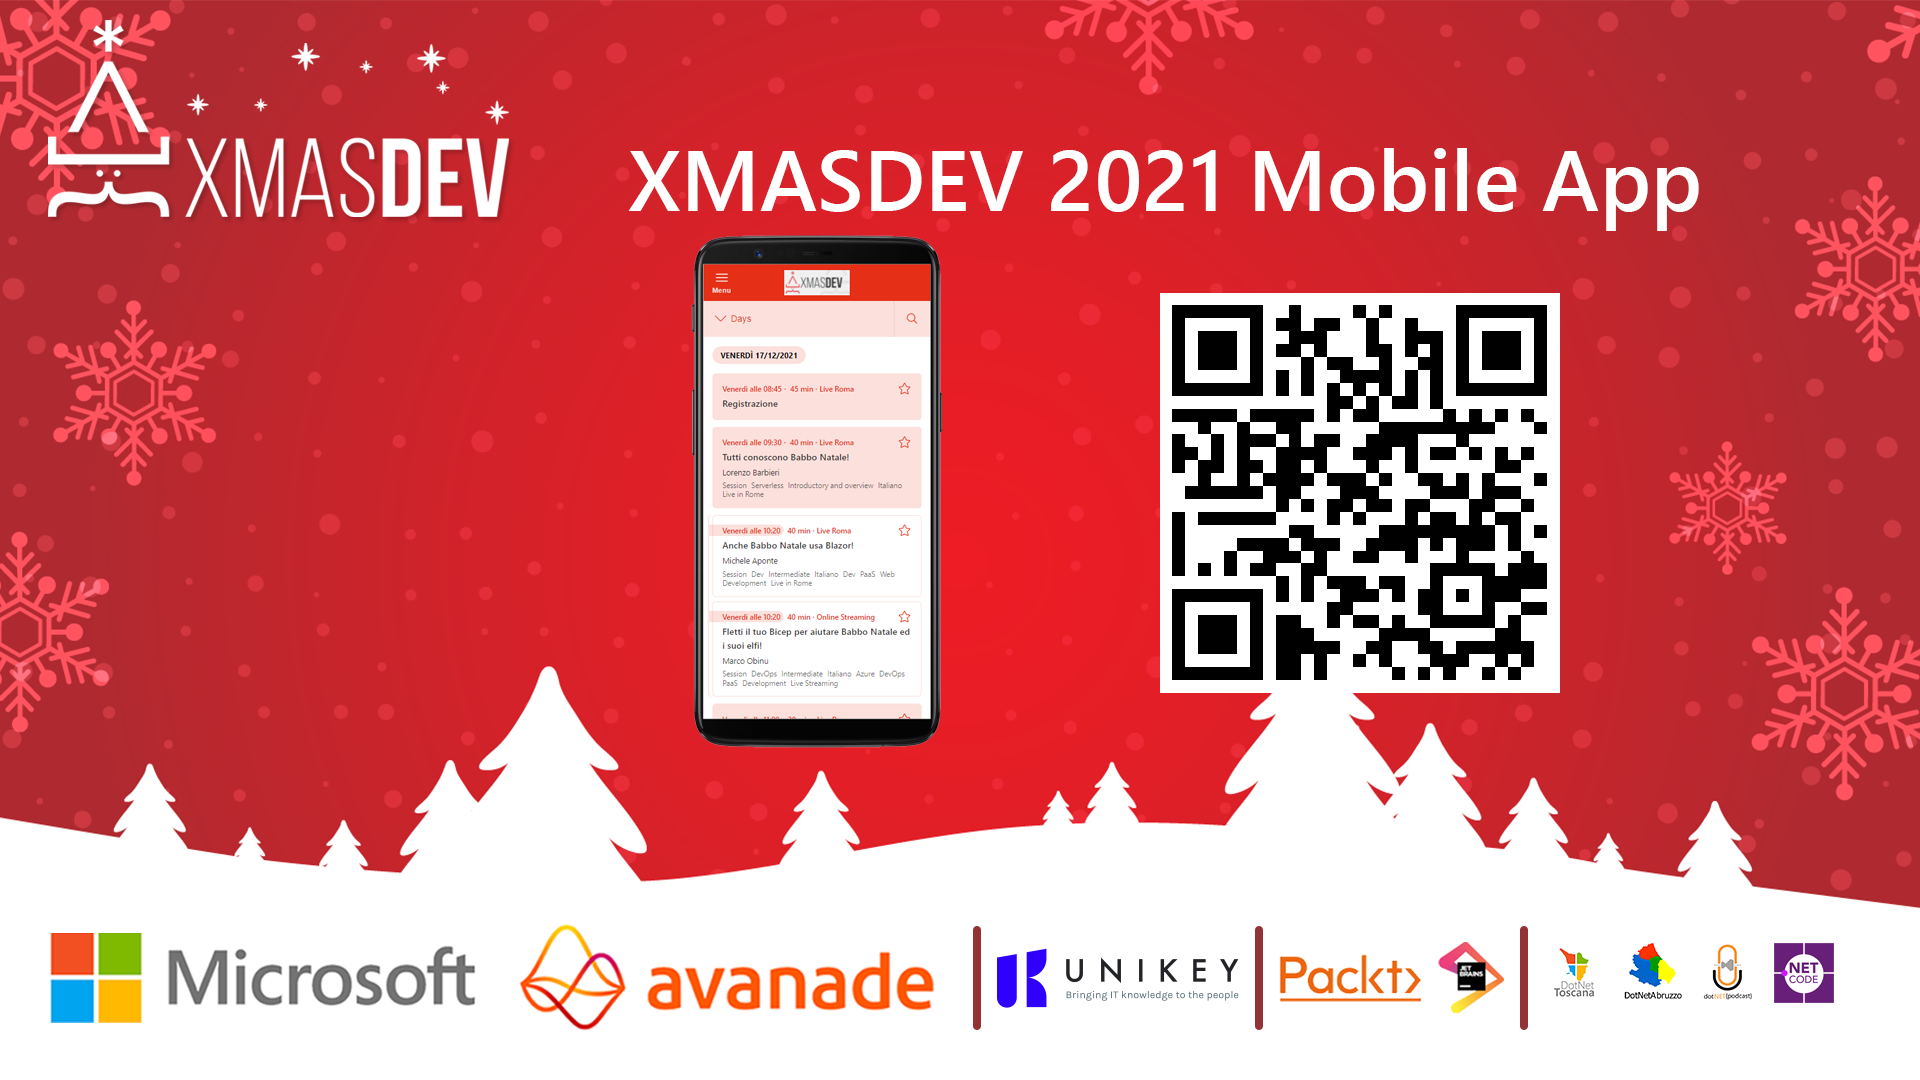 XMASDEV
XMASDEV 2021 Mobile App
Menu
XMASDEV
Days
VENERDÌ 17/12/2021
Venerdì alle 08:45 - 45 min - Live Roma
Registrazione
Venerdì alle 09:30 - 40 min - Live Roma
Tutti conoscono Babbo Natale!
Lorenzo Barbieri
Session Serverless Introductory and overview Italiano
Live in Rome
Venerdì alle 10:20 40 min - Live Roma
Anche Babbo Natale usa Blazor!
Michele Aponte
Session Dev Intermediate Italiano Dev PaaS Web
Development Live in Rome
Venerdì alle 10:20 40 min - Online Streaming
Fletti il tuo Bicep per aiutare Babbo Natale ed
i suoi elfi!
Marco Obinu
Session DevOps Intermediate Italiano Azure DevOps
PaaS Development Live Streaming
Microsoft
avanade
UNIKEY
Bringing IT knowledge to the people
Packt>
JET
BRAINS
DotNet
Toscana
DotNetAbruzzo
dotNET{podcast}
NET
CODE